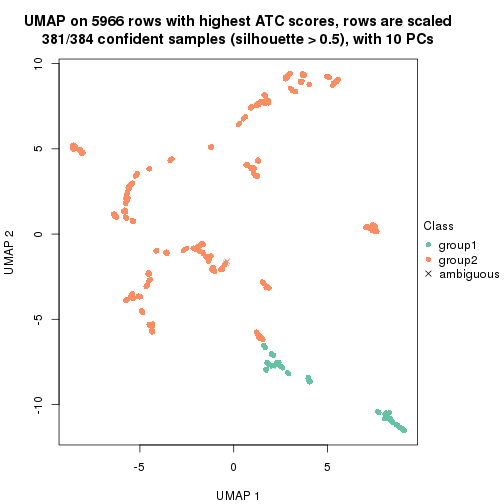 UMAP on 5966 rows with highest ATC scores, rows are scaled
381/384 confident samples (silhouette > 0.5), with 10 PCs
10
5
0
-5
-10
UMAP 2
-5
0
5
UMAP 1
Class
group1
group2
ambiguous